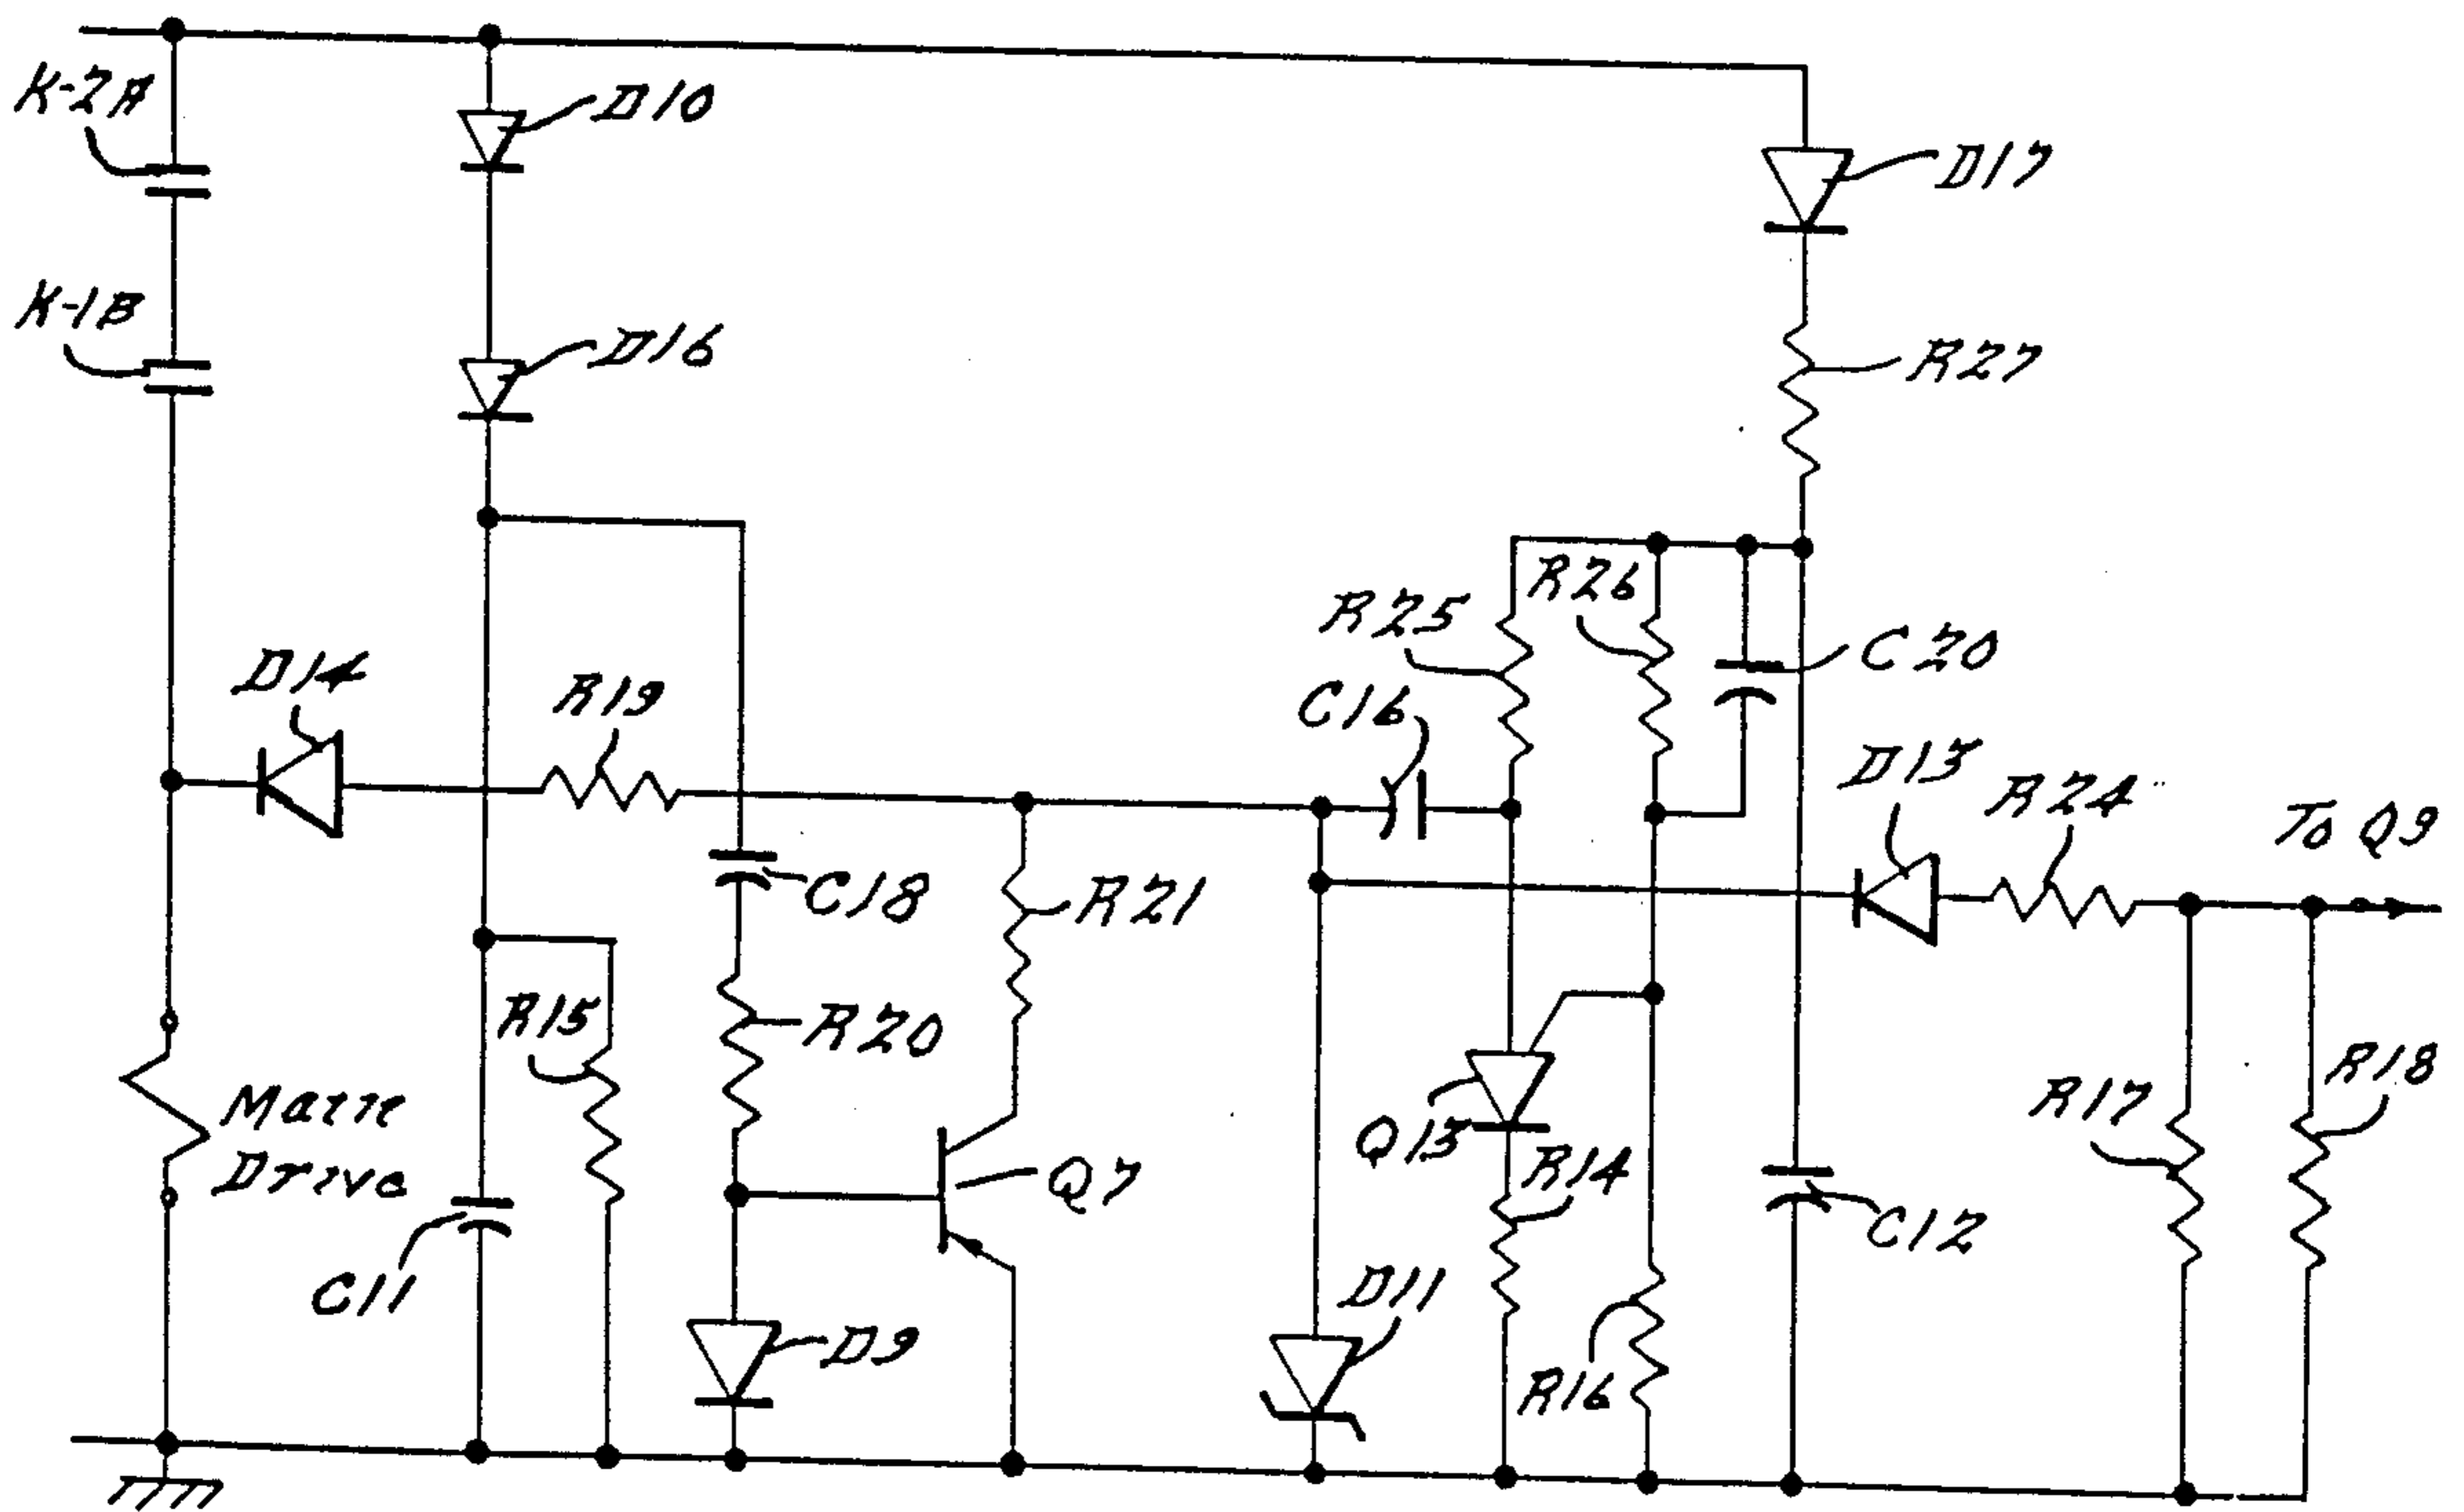 K-2A
D10
D17
K-1B
D16
R27
R26
R25
C20
D14
R19
C16
D13
R24
To Q9
C18
R21
R15
R20
R18
Main
Drive
R17
Q13
R14
Q7
C12
C11
D11
D9
R16